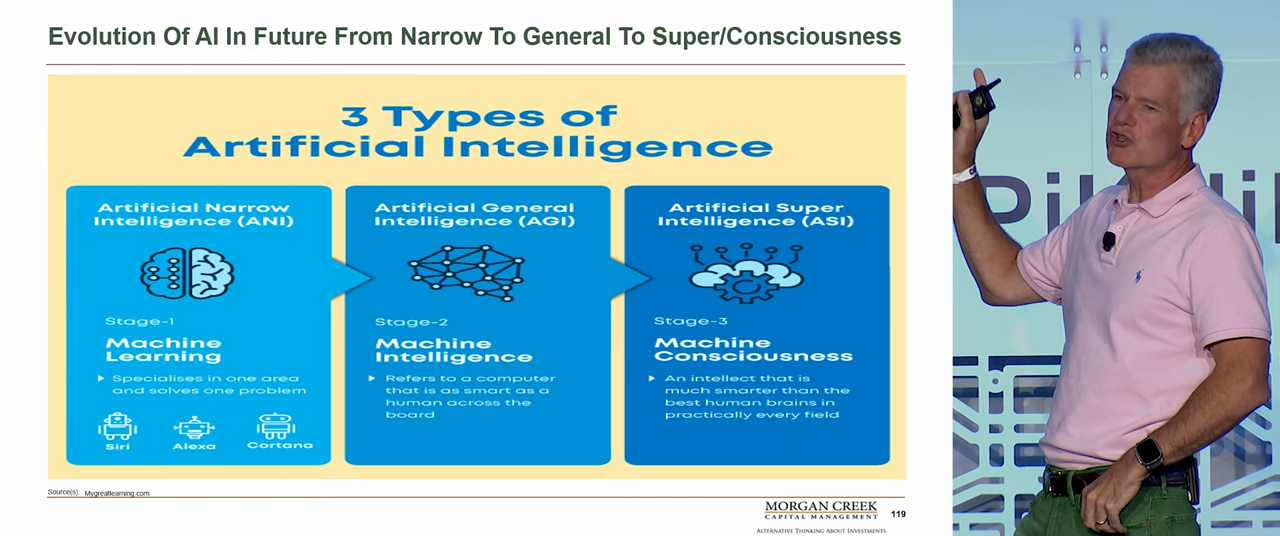 Evolution Of AI In Future From Narrow To General To Super/Consciousness
3 Types of
Artificial Intelligence
Artificial Narrow
Intelligence (ANI)
Stage-1
Machine
Learning
Specialises in one area
and solves one problem
Siri
Alexa
Cortana
Artificial General
Intelligence (AGI)
Stage-2
Machine
Intelligence
Refers to a computer
that is as smart as a
human across the
board
Artificial Super
Intelligence (ASI)
Stage-3
Machine
Consciousness
An intellect that is
much smarter than the
best human brains in
practically every field
Source(s): Mygreatlearning.com
MORGAN CREEK
CAPITAL MANAGEMENT
119
ALTERNATIVE THINKING ABOUT INVESTMENTS